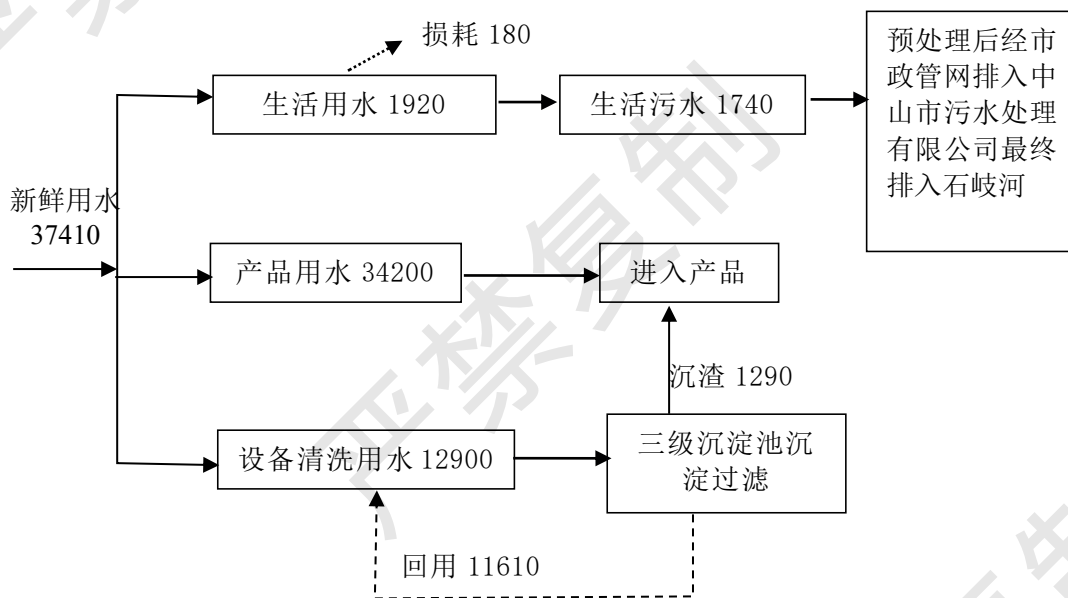 损耗 180
生活用水 1920
生活污水 1740
预处理后经市
政管网排入中
山市污水处理
有限公司最终
排入石岐河
新鲜用水
37410
产品用水 34200
进入产品
沉渣 1290
设备清洗用水 12900
三级沉淀池沉
淀过滤
回用 11610
严禁复制